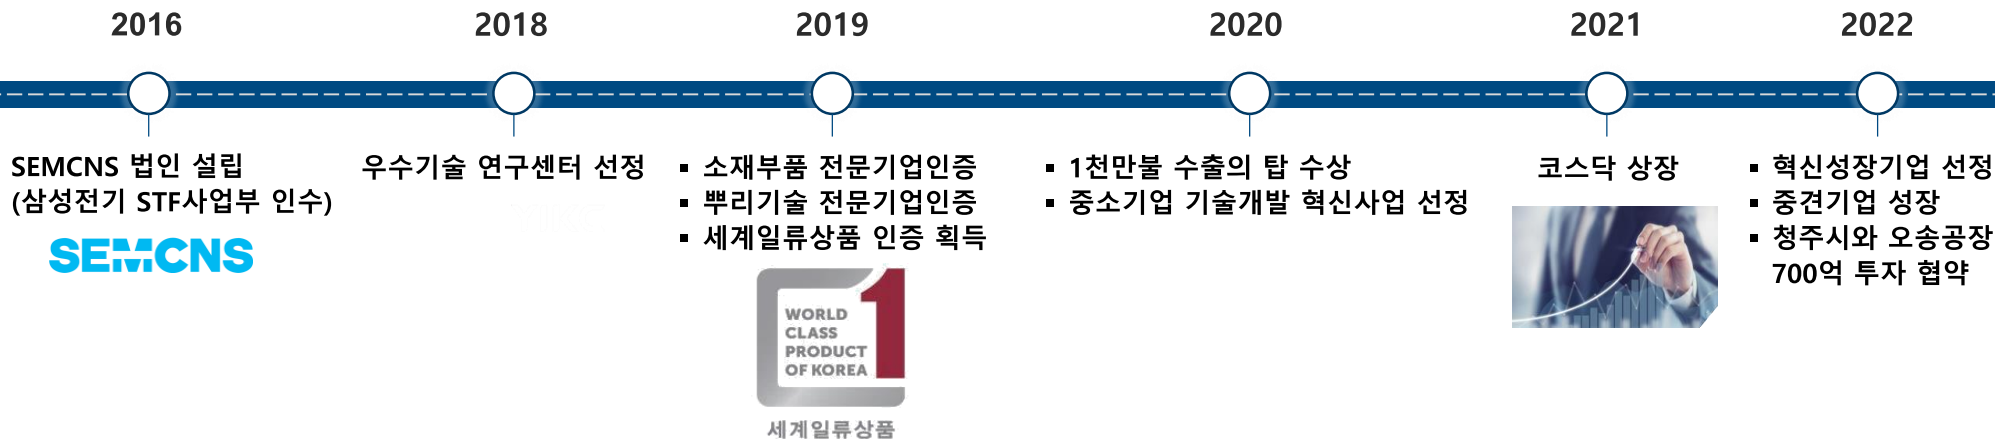 2016
2018
2019
2020
2021
2022
SEMCNS 법인 설립
(삼성전기 STF사업부 인수)
SEMCNS
우수기술 연구센터 선정
▪ 소재부품 전문기업인증
▪ 뿌리기술 전문기업인증
▪ 세계일류상품 인증 획득
WORLD
CLASS
PRODUCT
OF KOREA
1
세계일류상품
▪ 1천만불 수출의 탑 수상
▪ 중소기업 기술개발 혁신사업 선정
코스닥 상장
▪ 혁신성장기업 선정
▪ 중견기업 성장
▪ 청주시와 오송공장
700억 투자 협약